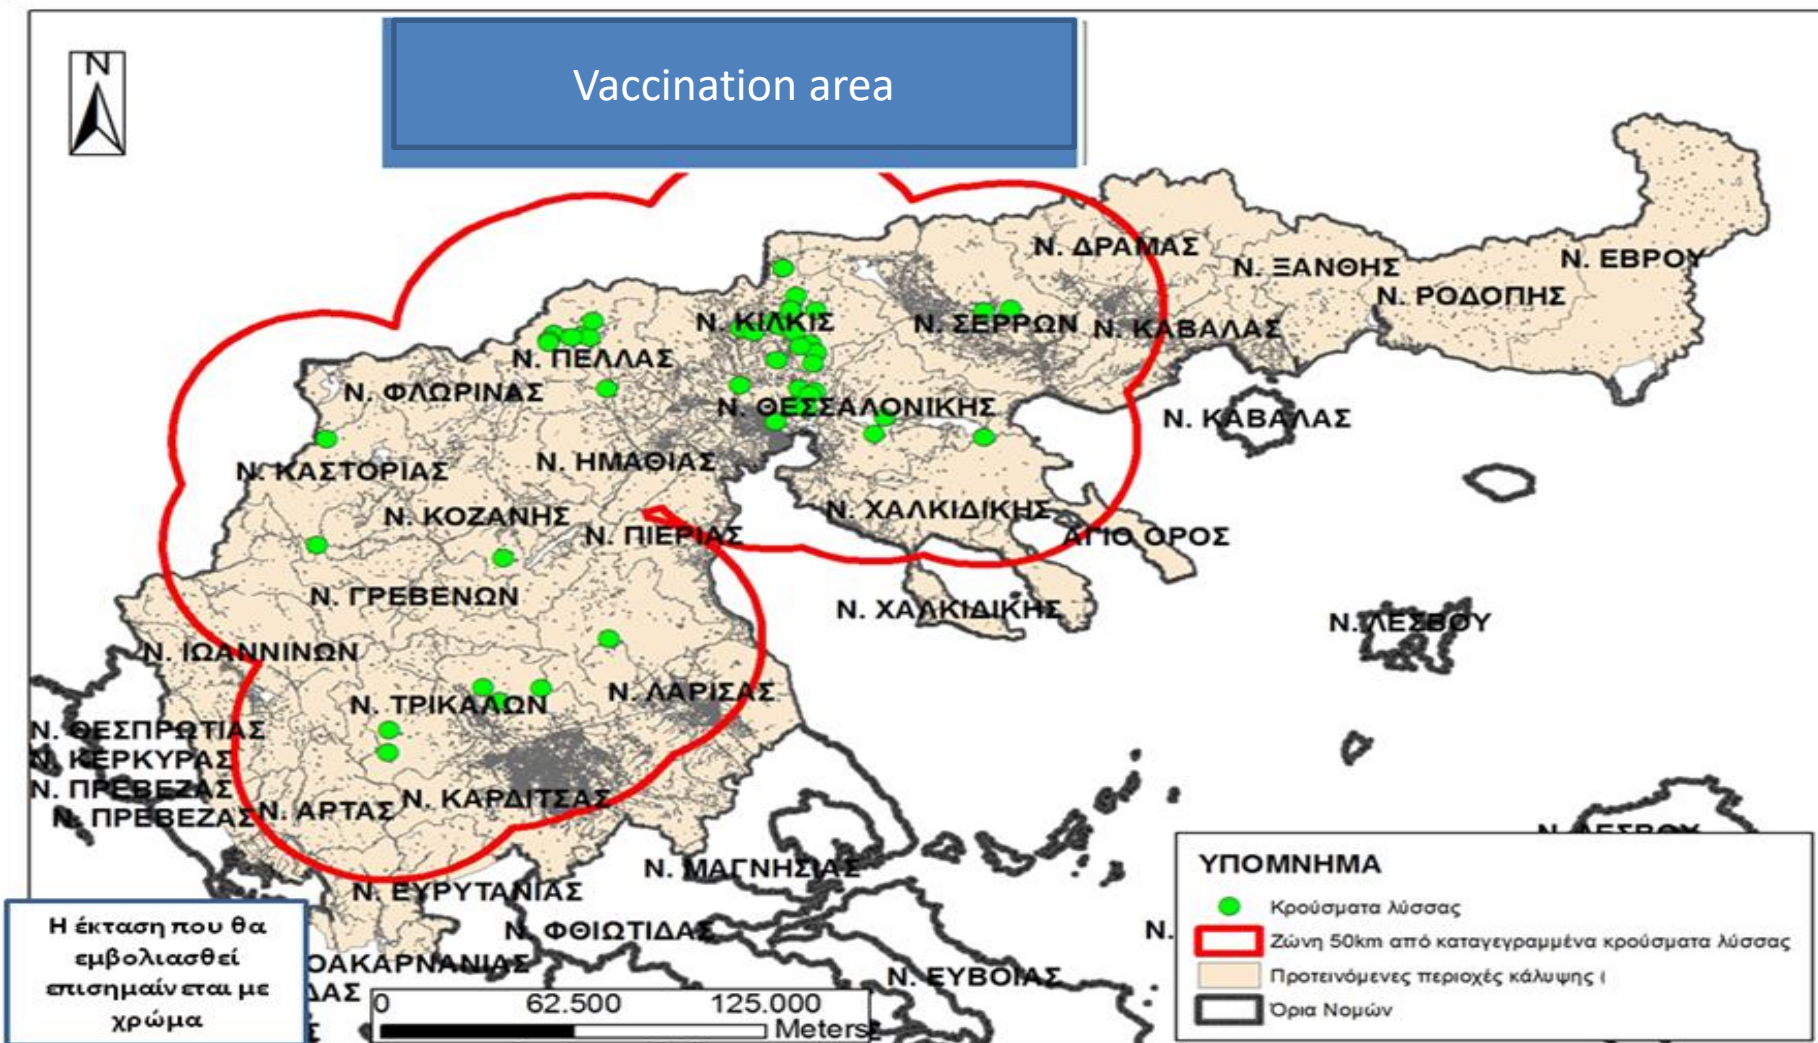 Vaccination area
N
Ν. ΔΡΑΜΑΣ
Ν. ΕΒΡΟΥ
Ν. ΞΑΝΘΗΣ
Ν. ΡΟΔΟΠΗΣ
Ν. ΚΙΛΚΙΣ
Ν. ΣΕΡΡΩΝ
Ν. ΚΑΒΑΛΑΣ
Ν. ΠΕΛΛΑΣ
Ν. ΦΛΩΡΙΝΑΣ
Ν. ΘΕΣΣΑΛΟΝΙΚΗΣ
Ν. ΚΑΒΑΛΑΣ
Ν. ΚΑΣΤΟΡΙΑΣ
Ν. ΗΜΑΘΙΑΣ
Ν. ΚΟΖΑΝΗΣ
Ν. ΧΑΛΚΙΔΙΚΗΣ
Ν. ΠΙΕΡΙΑΣ
ΑΓΙΟ ΟΡΟΣ
Ν. ΓΡΕΒΕΝΩΝ
Ν. ΧΑΛΚΙΔΙΚΗΣ
Ν. ΛΕΣΒΟΥ
Ν. ΙΩΑΝΝΙΝΩΝ
Ν. ΛΑΡΙΣΑΣ
Ν. ΤΡΙΚΑΛΩΝ
Ν. ΘΕΣΠΡΩΤΙΑΣ
Ν. ΚΕΡΚΥΡΑΣ
Ν. ΠΡΕΒΕΖΑΣ
Ν. ΠΡΕΒΕΖΑΣ
Ν. ΑΡΤΑΣ
Ν. ΚΑΡΔΙΤΣΑΣ
Ν. ΛΕΣΒΟΥ
Ν. ΜΑΓΝΗΣΙΑΣ
Ν. ΕΥΡΥΤΑΝΙΑΣ
Ν. ΦΘΙΩΤΙΔΑΣ
Ν.
ΟΑΚΑΡΝΑΝΙΑΣ
Ν. ΕΥΒΟΙΑΣ
ΔΑΣ
Η έκταση που θα
εμβολιασθεί
επισημαίνεται με
χρώμα
0 62.500 125.000
Meters
ΥΠΟΜΝΗΜΑ
Κρούσματα λύσσας
Ζώνη 50km από καταγεγραμμένα κρούσματα λύσσας
Προτεινόμενες περιοχές κάλυψης (
Όρια Νομών